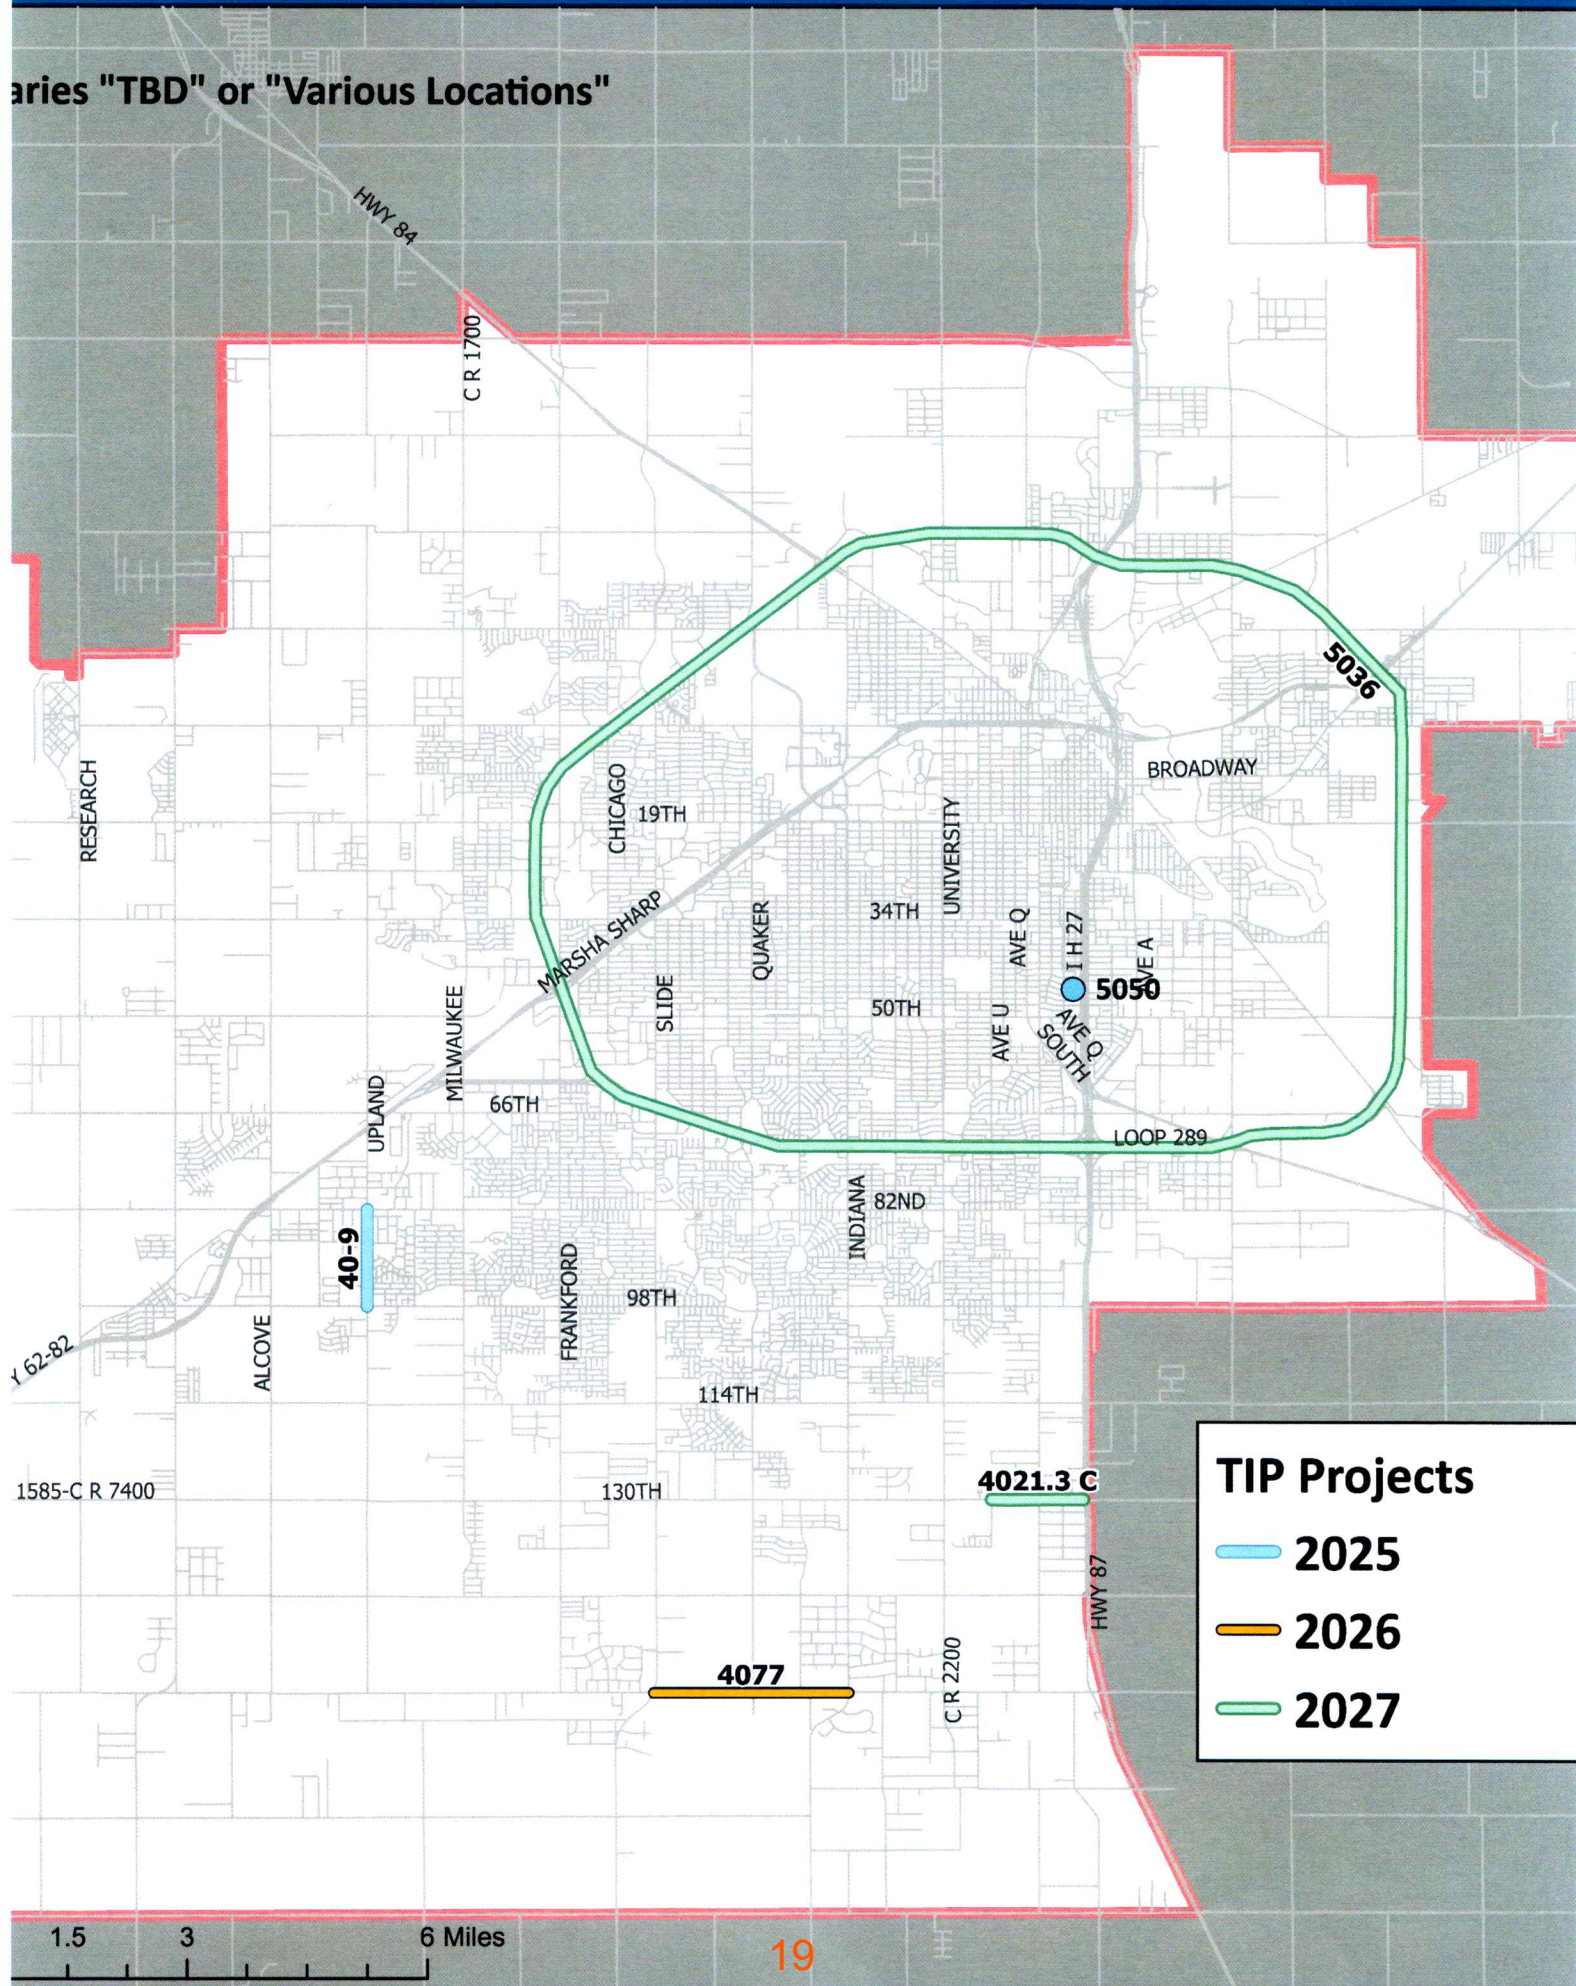 aries "TBD" or "Various Locations"
HWY 84
C R 1700
5036
BROADWAY
RESEARCH
CHICAGO
19TH
UNIVERSITY
MARSHA SHARP
QUAKER
34TH
AVE Q
I H 27
AVE A
MILWAUKEE
SLIDE
50TH
AVE U
5050
AVE Q
SOUTH
UPLAND
66TH
LOOP 289
INDIANA
82ND
40-9
FRANKFORD
98TH
Y 62-82
ALCOVE
114TH
1585-C R 7400
130TH
4021.3 C
HWY 87
4077
C R 2200
TIP Projects
2025
2026
2027
1.5 3 6 Miles
19